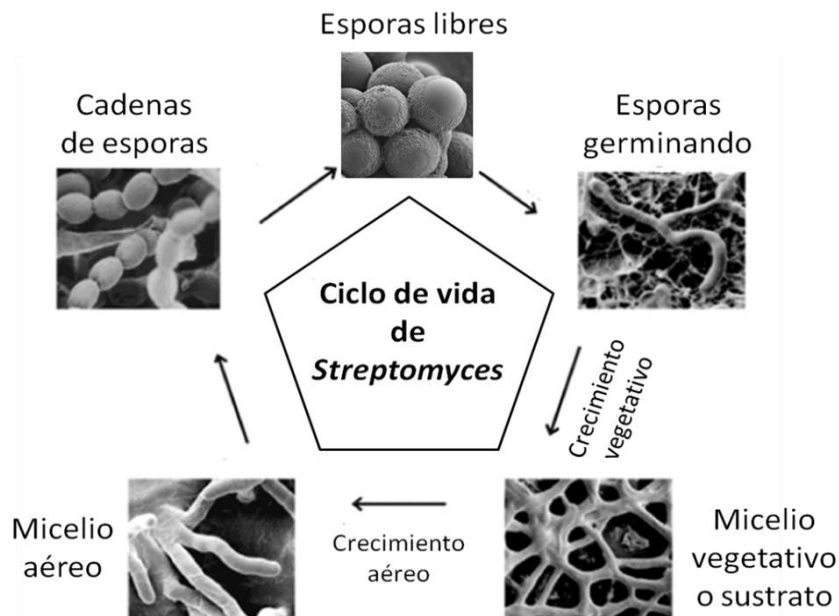 Esporas libres
Cadenas
de esporas
Esporas
germinando
Ciclo de vida
de
Streptomyces
Crecimiento
vegetativo
Micelio
aéreo
Crecimiento
aéreo
Micelio
vegetativo
o sustrato